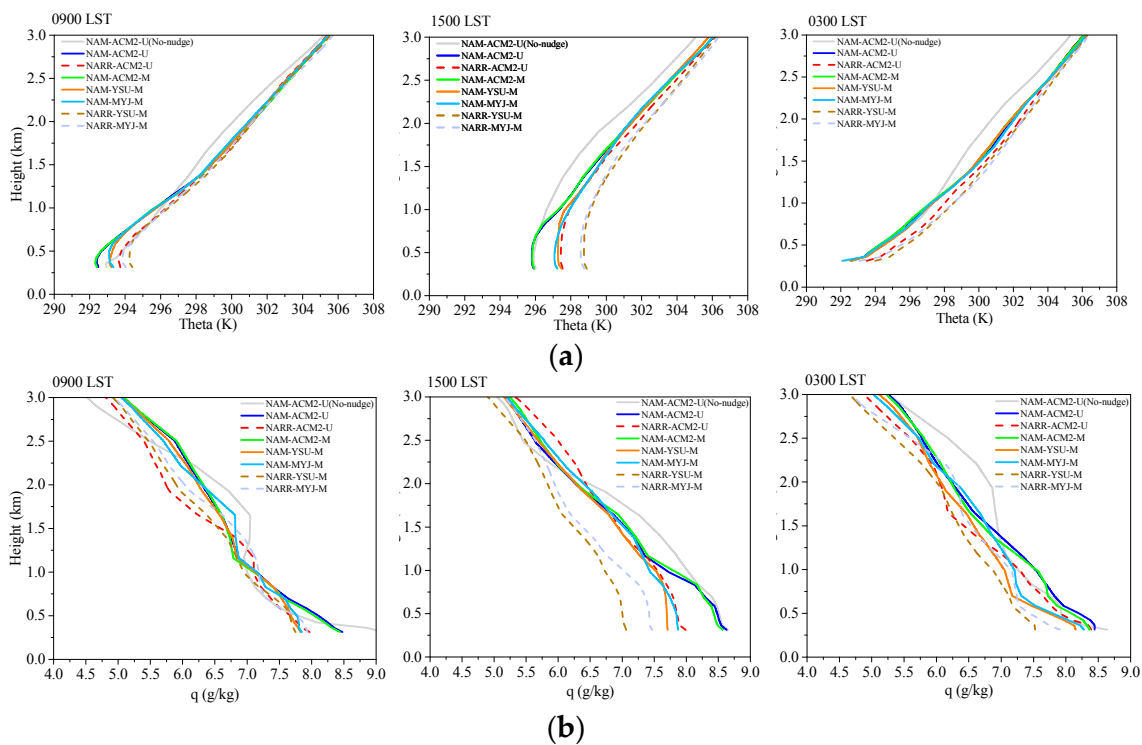 0900 LST
NAM-ACM2-U(No-nudge)
NAM-ACM2-U
NARR-ACM2-U
NAM-ACM2-M
NAM-YSU-M
NAM-MYJ-M
NARR-YSU-M
NARR-MYJ-M
Height (km)
3.0
2.5
2.0
1.5
1.0
0.5
0.0
290 292 294 296 298 300 302 304 306 308
Theta (K)
1500 LST
NAM-ACM2-U(No-nudge)
NAM-ACM2-U
NARR-ACM2-U
NAM-ACM2-M
NAM-YSU-M
NAM-MYJ-M
NARR-YSU-M
NARR-MYJ-M
3.0
2.5
2.0
1.5
1.0
0.5
0.0
290 292 294 296 298 300 302 304 306 308
Theta (K)
0300 LST
NAM-ACM2-U(No-nudge)
NAM-ACM2-U
NARR-ACM2-U
NAM-ACM2-M
NAM-YSU-M
NAM-MYJ-M
NARR-YSU-M
NARR-MYJ-M
3.0
2.5
2.0
1.5
1.0
0.5
0.0
290 292 294 296 298 300 302 304 306 308
Theta (K)
(a)
0900 LST
NAM-ACM2-U(No-nudge)
NAM-ACM2-U
NARR-ACM2-U
NAM-ACM2-M
NAM-YSU-M
NAM-MYJ-M
NARR-YSU-M
NARR-MYJ-M
Height (km)
3.0
2.5
2.0
1.5
1.0
0.5
0.0
4.0 4.5 5.0 5.5 6.0 6.5 7.0 7.5 8.0 8.5 9.0
q (g/kg)
1500 LST
NAM-ACM2-U(No-nudge)
NAM-ACM2-U
NARR-ACM2-U
NAM-ACM2-M
NAM-YSU-M
NAM-MYJ-M
NARR-YSU-M
NARR-MYJ-M
3.0
2.5
2.0
1.5
1.0
0.5
0.0
4.0 4.5 5.0 5.5 6.0 6.5 7.0 7.5 8.0 8.5 9.0
q (g/kg)
0300 LST
NAM-ACM2-U(No-nudge)
NAM-ACM2-U
NARR-ACM2-U
NAM-ACM2-M
NAM-YSU-M
NAM-MYJ-M
NARR-YSU-M
NARR-MYJ-M
3.0
2.5
2.0
1.5
1.0
0.5
0.0
4.0 4.5 5.0 5.5 6.0 6.5 7.0 7.5 8.0 8.5 9.0
q (g/kg)
(b)